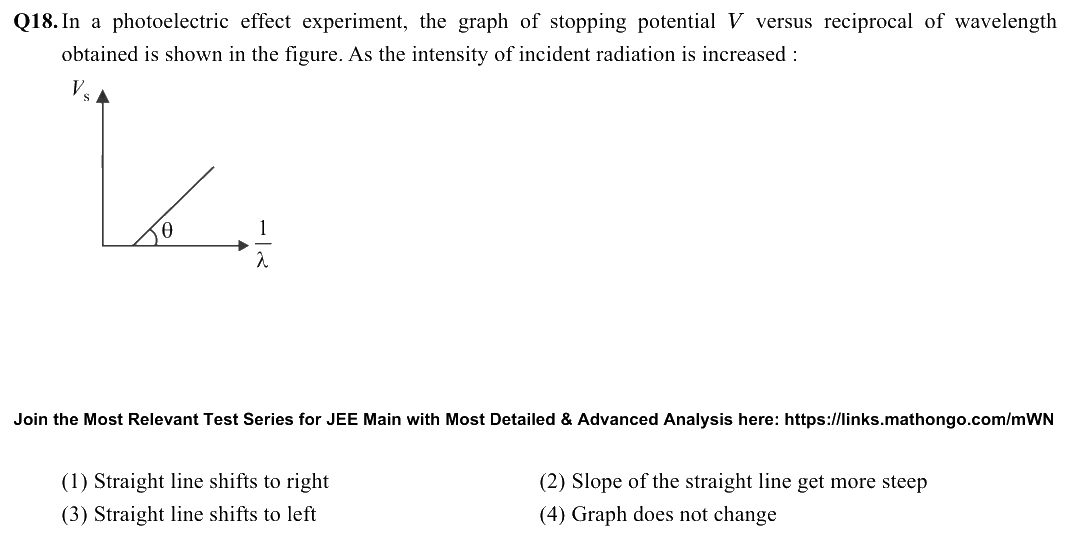 Q18. In a photoelectric effect experiment, the graph of stopping potential V versus reciprocal of wavelength
obtained is shown in the figure. As the intensity of incident radiation is increased :
Vs
θ
1
λ
Join the Most Relevant Test Series for JEE Main with Most Detailed & Advanced Analysis here: https://links.mathongo.com/mWN
(1) Straight line shifts to right (2) Slope of the straight line get more steep
(3) Straight line shifts to left (4) Graph does not change